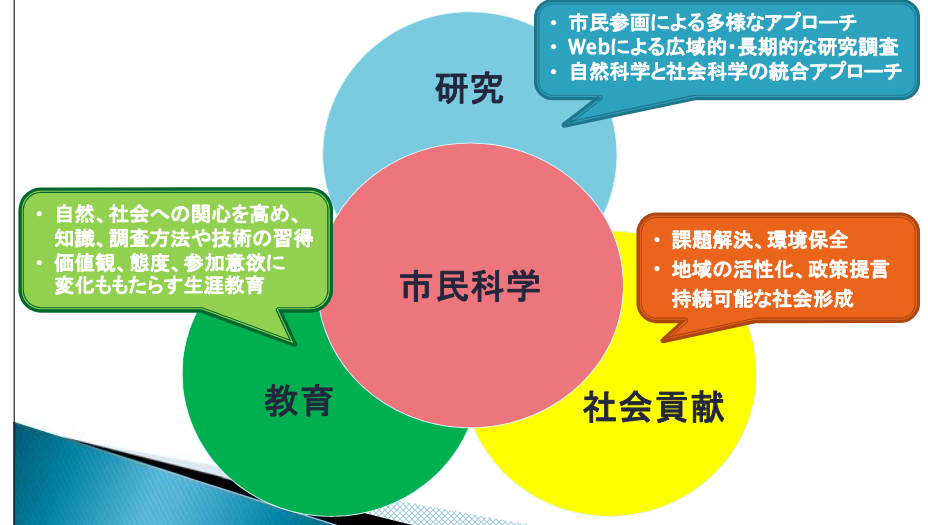 • 市民参画による多様なアプローチ
• Webによる広域的・長期的な研究調査
• 自然科学と社会科学の統合アプローチ
研究
• 自然、社会への関心を高め、
知識、調査方法や技術の習得
• 価値観、態度、参加意欲に
変化ももたらす生涯教育
市民科学
• 課題解決、環境保全
• 地域の活性化、政策提言
持続可能な社会形成
教育
社会貢献